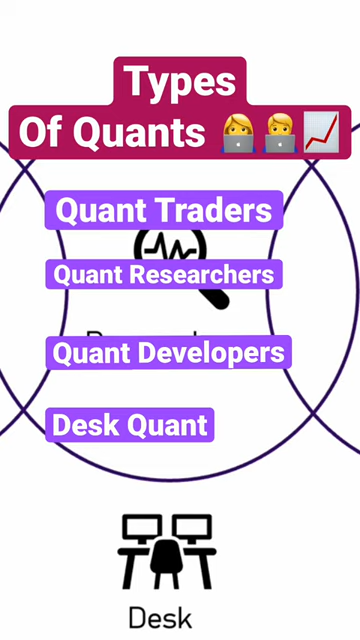 Types
Of Quants 👩‍💻🧑‍💻📈
Quant Traders
Quant Researchers
Quant Developers
Desk Quant
Desk